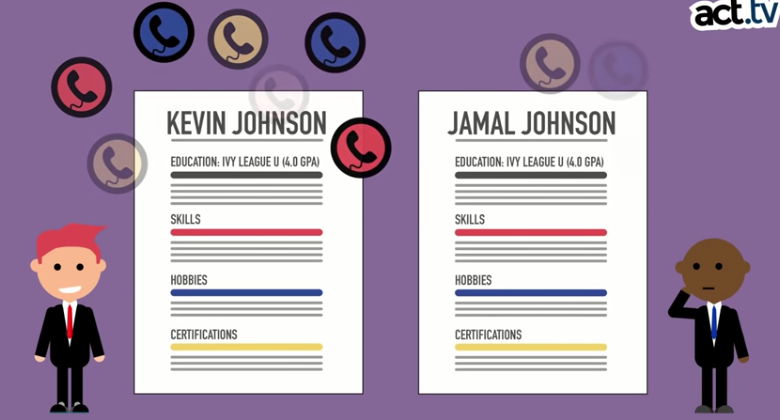 act.tv
KEVIN JOHNSON
EDUCATION: IVY LEAGUE U (4.0 GPA)
SKILLS
HOBBIES
CERTIFICATIONS
JAMAL JOHNSON
EDUCATION: IVY LEAGUE U (4.0 GPA)
SKILLS
HOBBIES
CERTIFICATIONS